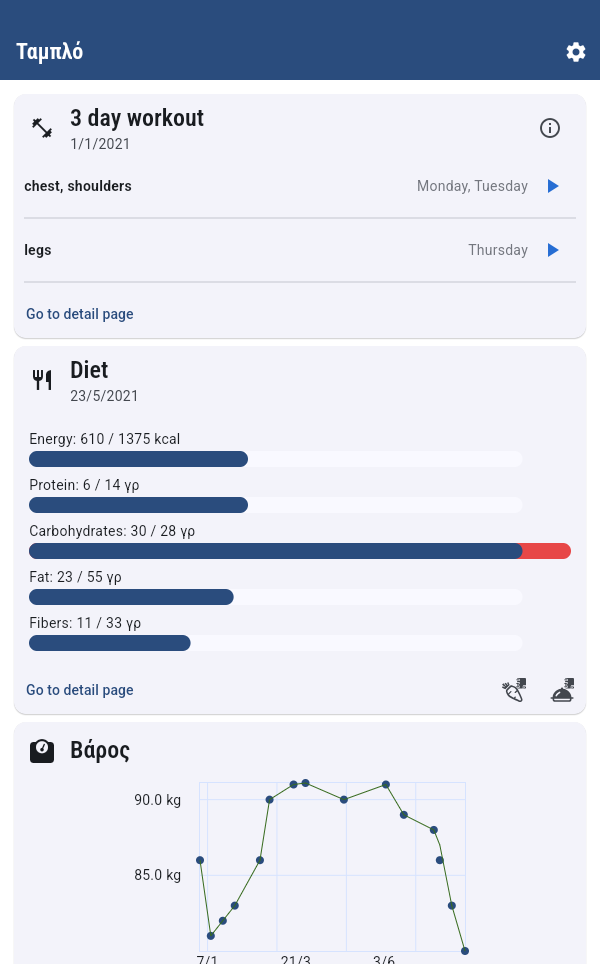 Ταμπλό
3 day workout
1/1/2021
chest, shoulders Monday, Tuesday
legs Thursday
Go to detail page
Diet
23/5/2021
Energy: 610 / 1375 kcal
Protein: 6 / 14 γρ
Carbohydrates: 30 / 28 γρ
Fat: 23 / 55 γρ
Fibers: 11 / 33 γρ
Go to detail page
Βάρος
90.0 kg
85.0 kg
7/1 21/3 3/6